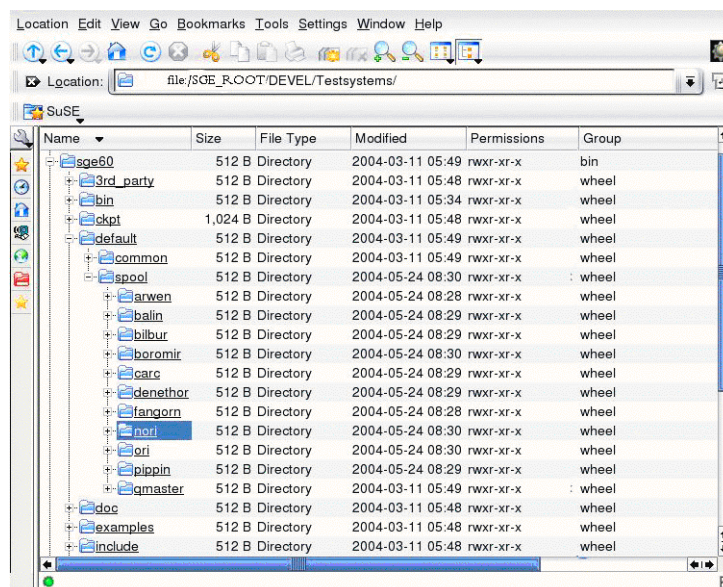 Location Edit View Go Bookmarks Tools Settings Window Help
Location: file:/SGE_ROOT/DEVEL/Testsystems/
SuSE
Name Size File Type Modified Permissions Group
sge60 512 B Directory 2004-03-11 05:49 rwxr-xr-x bin
3rd_party 512 B Directory 2004-03-11 05:48 rwxr-xr-x wheel
bin 512 B Directory 2004-03-11 05:34 rwxr-xr-x wheel
ckpt 1,024 B Directory 2004-03-11 05:48 rwxr-xr-x wheel
default 512 B Directory 2004-03-11 05:49 rwxr-xr-x wheel
common 512 B Directory 2004-03-11 05:49 rwxr-xr-x wheel
spool 512 B Directory 2004-05-24 08:30 rwxr-xr-x : wheel
arwen 512 B Directory 2004-05-24 08:28 rwxr-xr-x wheel
balin 512 B Directory 2004-05-24 08:29 rwxr-xr-x wheel
bilbur 512 B Directory 2004-05-24 08:29 rwxr-xr-x wheel
boromir 512 B Directory 2004-05-24 08:30 rwxr-xr-x wheel
carc 512 B Directory 2004-05-24 08:29 rwxr-xr-x wheel
denethor 512 B Directory 2004-05-24 08:29 rwxr-xr-x wheel
fangorn 512 B Directory 2004-05-24 08:28 rwxr-xr-x wheel
nori 512 B Directory 2004-05-24 08:30 rwxr-xr-x wheel
ori 512 B Directory 2004-05-24 08:30 rwxr-xr-x wheel
pippin 512 B Directory 2004-05-24 08:29 rwxr-xr-x wheel
qmaster 512 B Directory 2004-03-11 05:49 rwxr-xr-x : wheel
doc 512 B Directory 2004-03-11 05:48 rwxr-xr-x wheel
examples 512 B Directory 2004-03-11 05:48 rwxr-xr-x wheel
include 512 B Directory 2004-03-11 05:48 rwxr-xr-x wheel